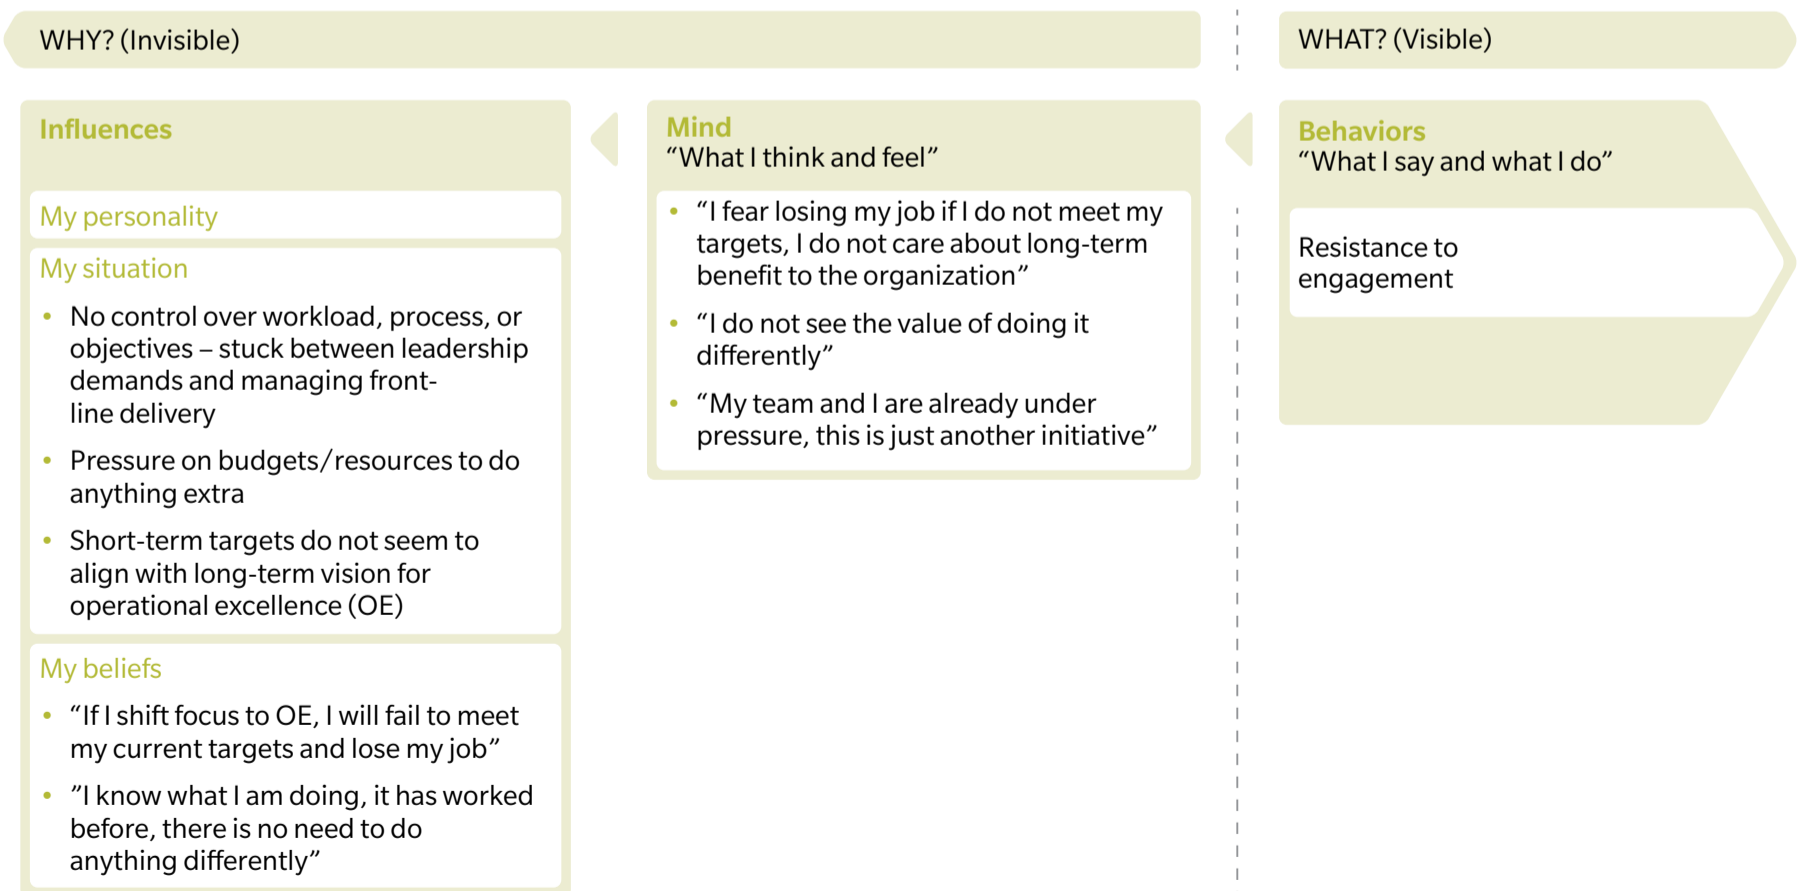 WHY? (Invisible)
WHAT? (Visible)
Influences
My personality
My situation
• No control over workload, process, or
objectives – stuck between leadership
demands and managing front-
line delivery
• Pressure on budgets/resources to do
anything extra
• Short-term targets do not seem to
align with long-term vision for
operational excellence (OE)
My beliefs
• “If I shift focus to OE, I will fail to meet
my current targets and lose my job”
• ”I know what I am doing, it has worked
before, there is no need to do
anything differently”
Mind
“What I think and feel”
• “I fear losing my job if I do not meet my
targets, I do not care about long-term
benefit to the organization”
• “I do not see the value of doing it
differently”
• “My team and I are already under
pressure, this is just another initiative”
Behaviors
“What I say and what I do”
Resistance to
engagement